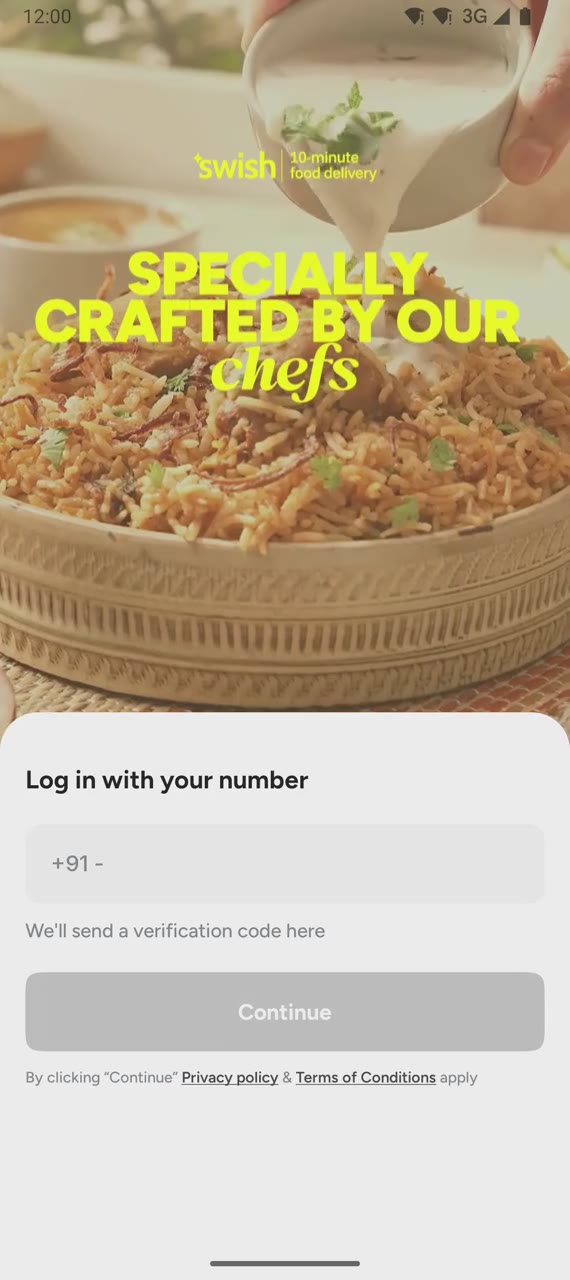 12:00
3G
swish
10-minute
food delivery
SPECIALLY
CRAFTED BY OUR
chefs
Log in with your number
+91 -
We'll send a verification code here
Continue
By clicking “Continue” Privacy policy & Terms of Conditions apply